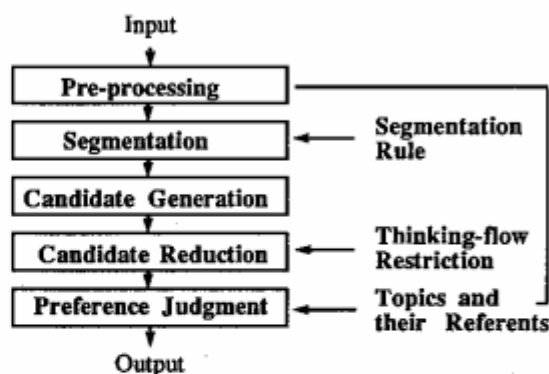 Input
Pre-processing
Segmentation
Segmentation
Rule
Candidate Generation
Candidate Reduction
Thinking-flow
Restriction
Preference Judgment
Topics and
their Referents
Output